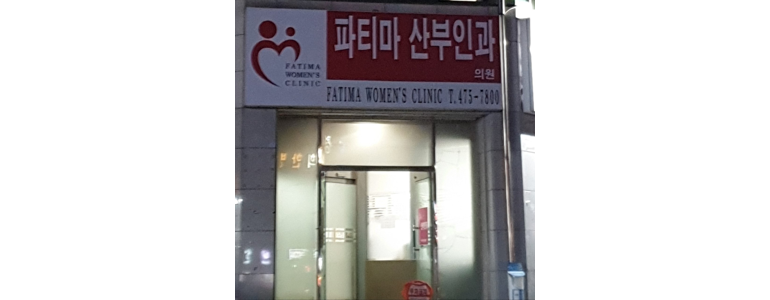 파티마 산부인과
의원
FATIMA
WOMEN'S
CLINIC
FATIMA WOMEN'S CLINIC T.475-7800